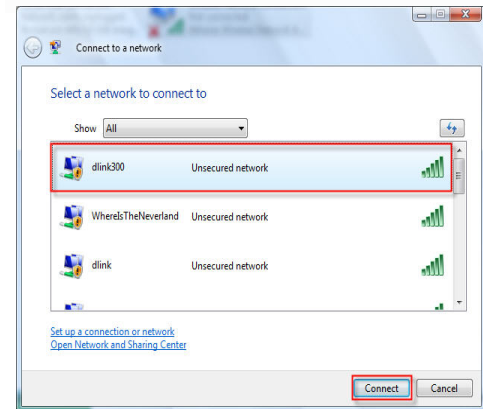 Connect to a network
Select a network to connect to
Show All
dlink300 Unsecured network
WhereIsTheNeverland Unsecured network
dlink Unsecured network
Set up a connection or network
Open Network and Sharing Center
Connect Cancel